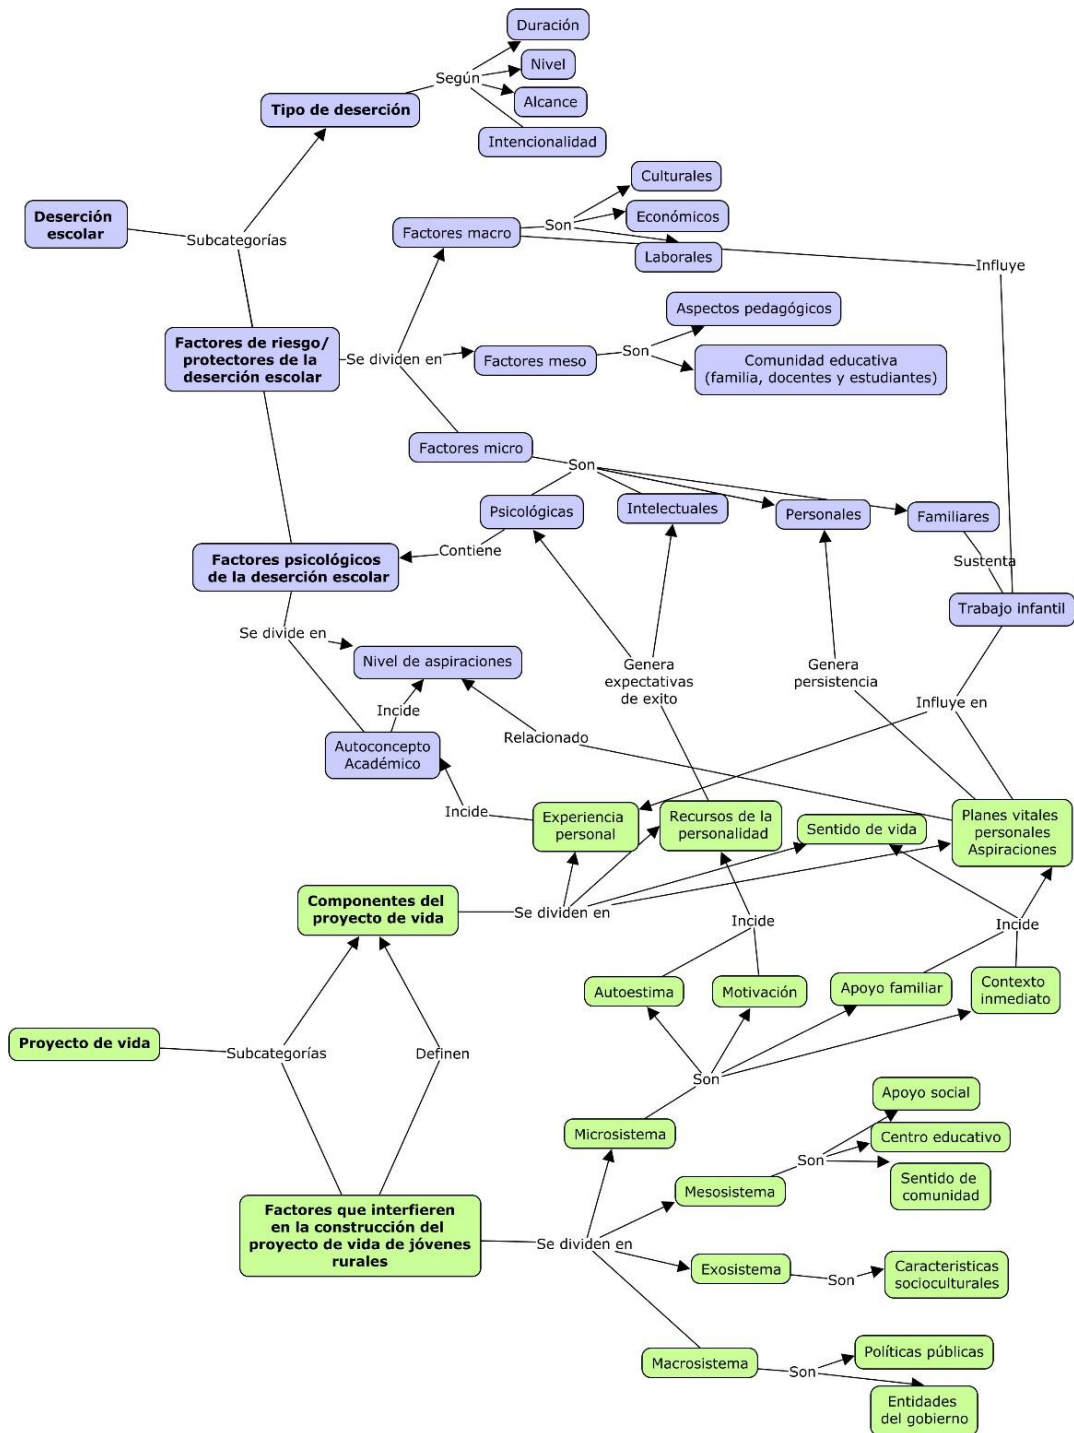 Duración
Nivel
Según
Alcance
Tipo de deserción
Intencionalidad
Culturales
Deserción
escolar
Económicos
Son
Factores macro
Subcategorías
Laborales
Influye
Aspectos pedagógicos
Factores de riesgo/
protectores de la
deserción escolar
Se dividen en
Factores meso
Son
Comunidad educativa
(familia, docentes y estudiantes)
Factores micro
Son
Psicológicas
Intelectuales
Personales
Familiares
Contiene
Factores psicológicos
de la deserción escolar
Sustenta
Trabajo infantil
Se divide en
Nivel de aspiraciones
Genera
expectativas
de exito
Genera
persistencia
Incide
Influye en
Relacionado
Autoconcepto
Académico
Incide
Experiencia
personal
Recursos de la
personalidad
Sentido de vida
Planes vitales
personales
Aspiraciones
Componentes del
proyecto de vida
Se dividen en
Incide
Incide
Autoestima
Motivación
Apoyo familiar
Contexto
inmediato
Proyecto de vida
Subcategorías
Definen
Son
Apoyo social
Microsistema
Centro educativo
Son
Mesosistema
Sentido de
comunidad
Factores que interfieren
en la construcción del
proyecto de vida de jóvenes
rurales
Se dividen en
Exosistema
Son
Caracteristicas
socioculturales
Macrosistema
Son
Políticas públicas
Entidades
del gobierno